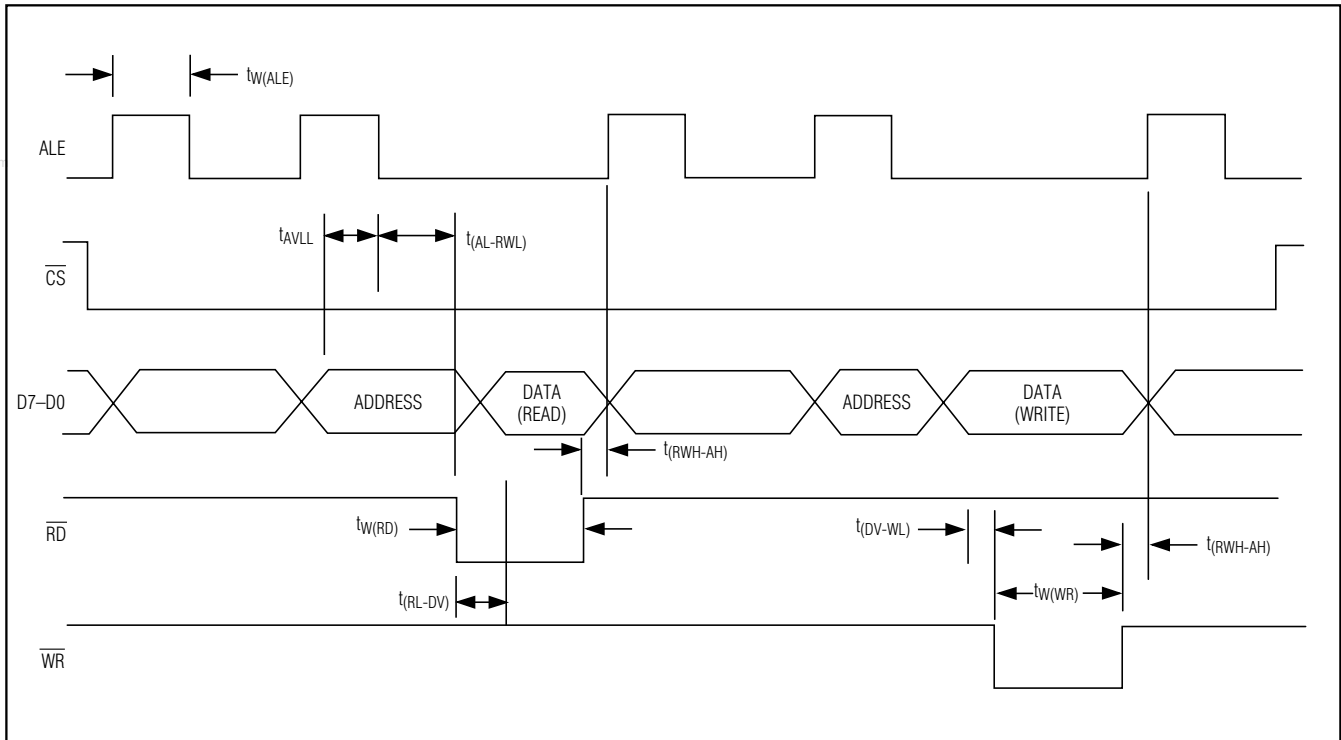 tW(ALE)
ALE
tAVLL
t(AL-RWL)
CS
D7–D0
ADDRESS
DATA
(READ)
ADDRESS
DATA
(WRITE)
t(RWH-AH)
RD
tW(RD)
t(DV-WL)
t(RWH-AH)
tW(WR)
t(RL-DV)
WR